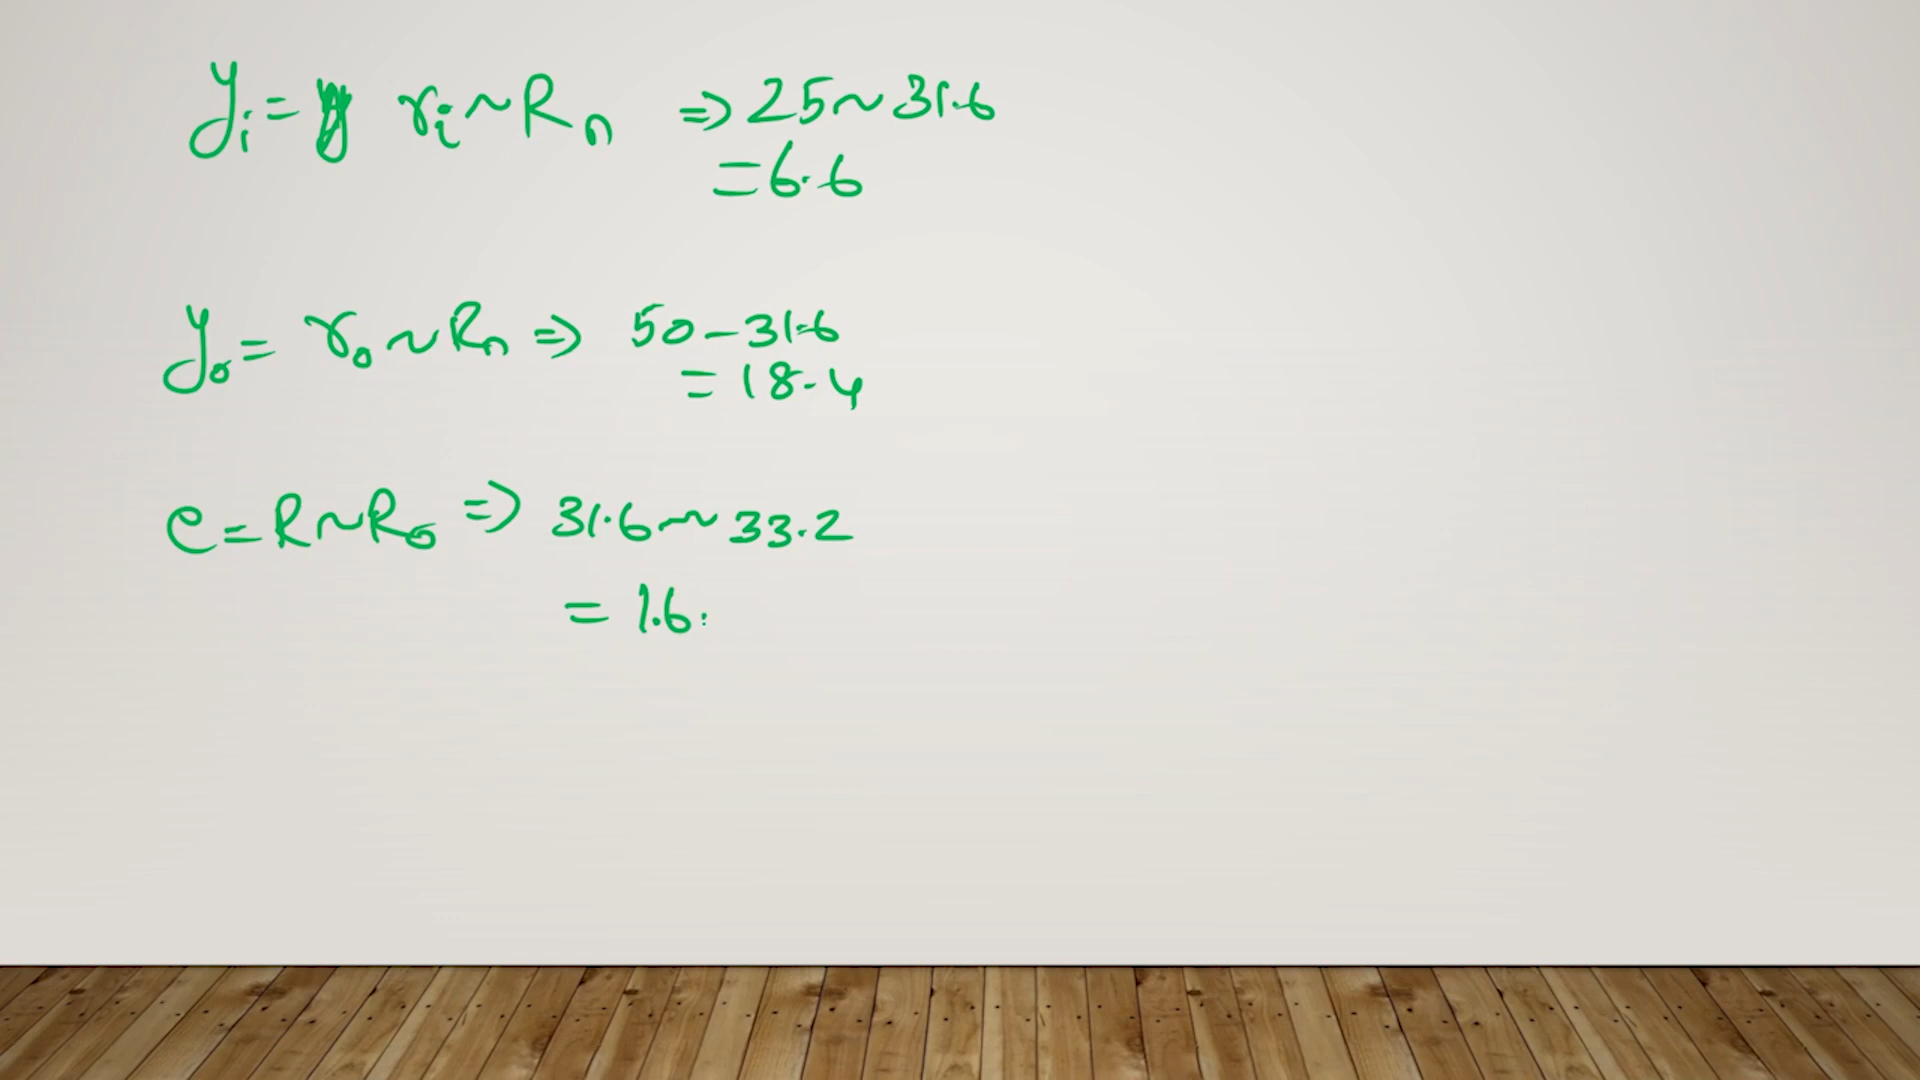 yi = ri ~ Rn => 25 ~ 31.6
= 6.6
yo = ro ~ Rn => 50 - 31.6
= 18.4
e = R ~ Ro => 31.6 ~ 33.2
= 1.6